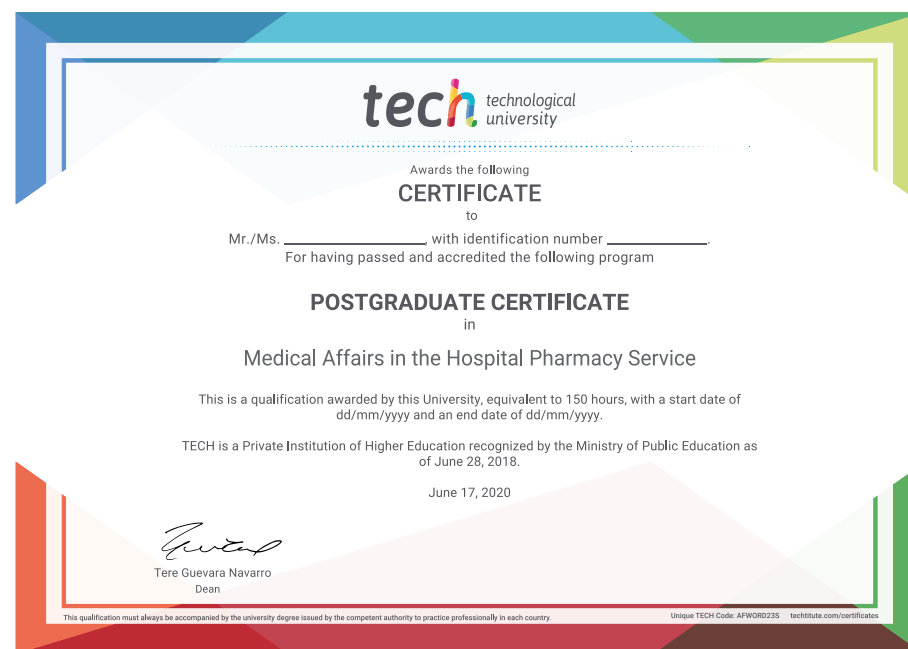 tech technological
university
Awards the following
CERTIFICATE
to
Mr./Ms. ____________________, with identification number ______________.
For having passed and accredited the following program
POSTGRADUATE CERTIFICATE
in
Medical Affairs in the Hospital Pharmacy Service
This is a qualification awarded by this University, equivalent to 150 hours, with a start date of
dd/mm/yyyy and an end date of dd/mm/yyyy.
TECH is a Private Institution of Higher Education recognized by the Ministry of Public Education as
of June 28, 2018.
June 17, 2020
Tere Guevara Navarro
Dean
This qualification must always be accompanied by the university degree issued by the competent authority to practice professionally in each country.
Unique TECH Code: AFWORD23S techtitute.com/certificates